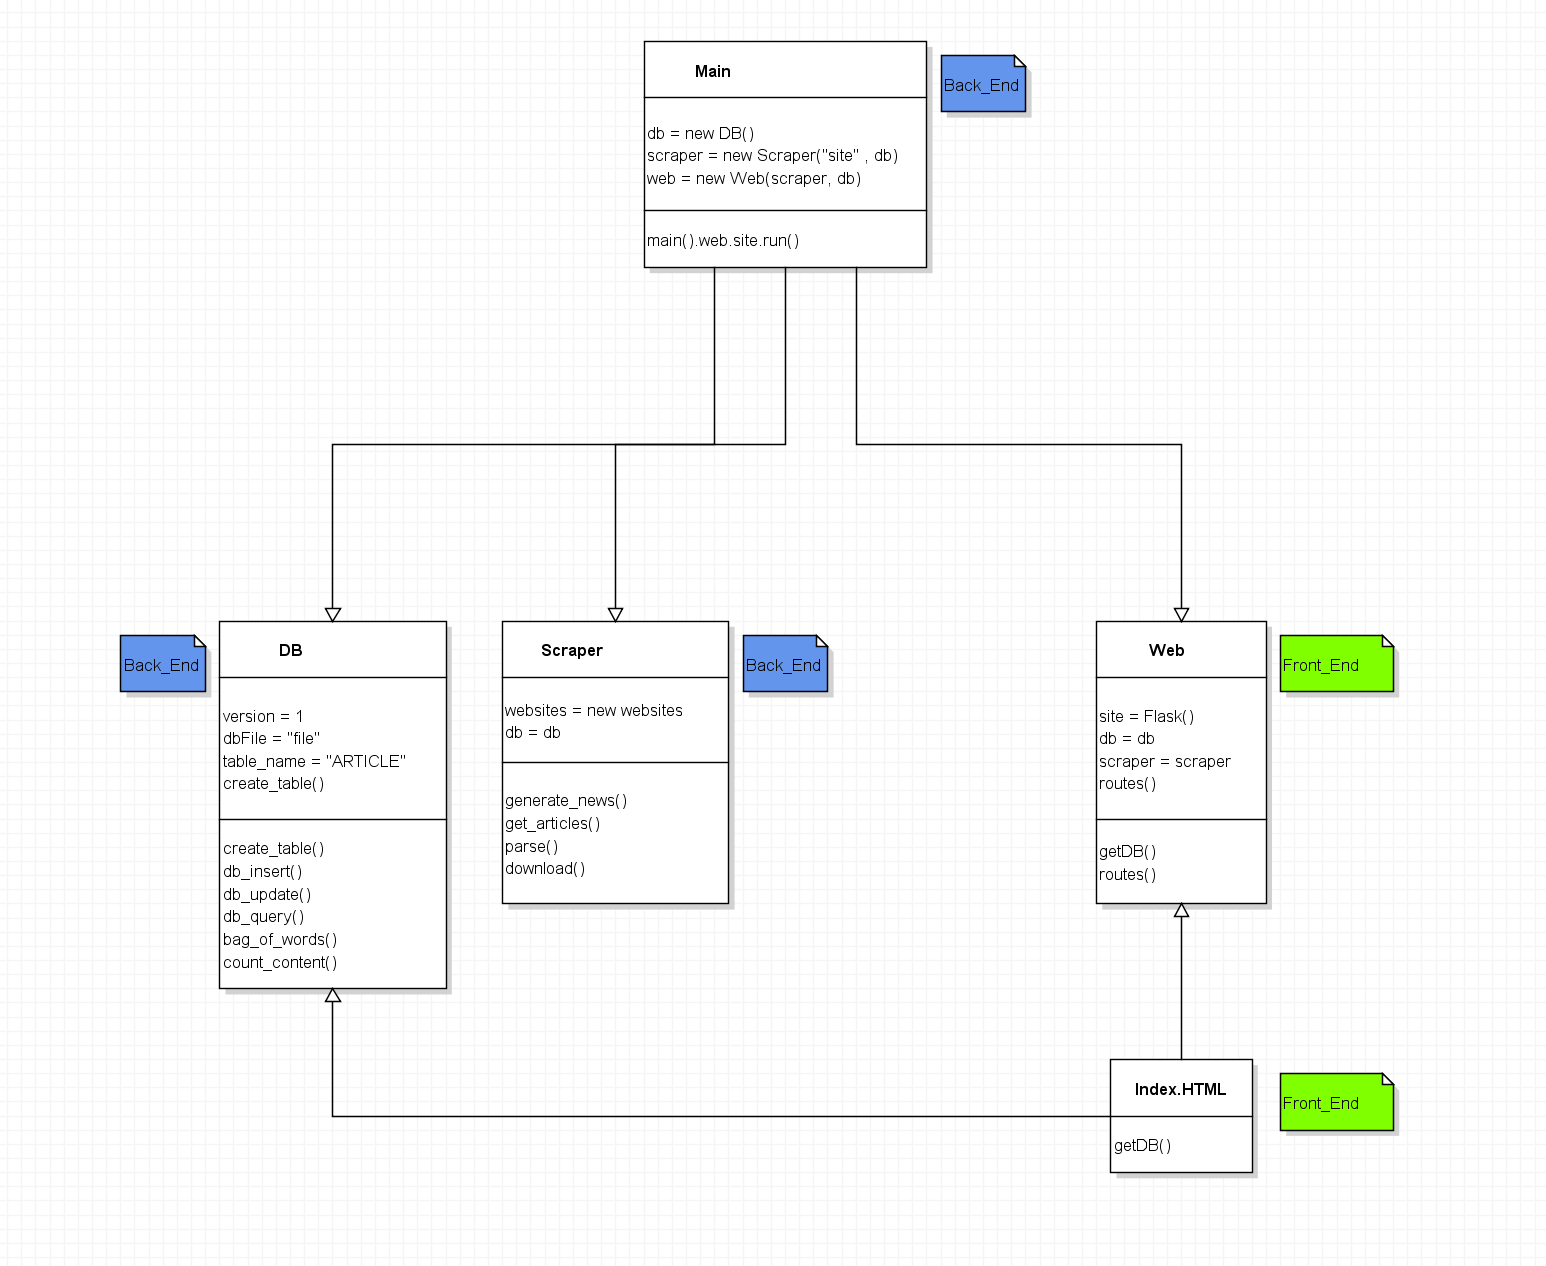 Main
Back_End
db = new DB()
scraper = new Scraper("site" , db)
web = new Web(scraper, db)
main().web.site.run()
Back_End
DB
version = 1
dbFile = "file"
table_name = "ARTICLE"
create_table()
create_table()
db_insert()
db_update()
db_query()
bag_of_words()
count_content()
Scraper
Back_End
websites = new websites
db = db
generate_news()
get_articles()
parse()
download()
Web
Front_End
site = Flask()
db = db
scraper = scraper
routes()
getDB()
routes()
Index.HTML
Front_End
getDB()